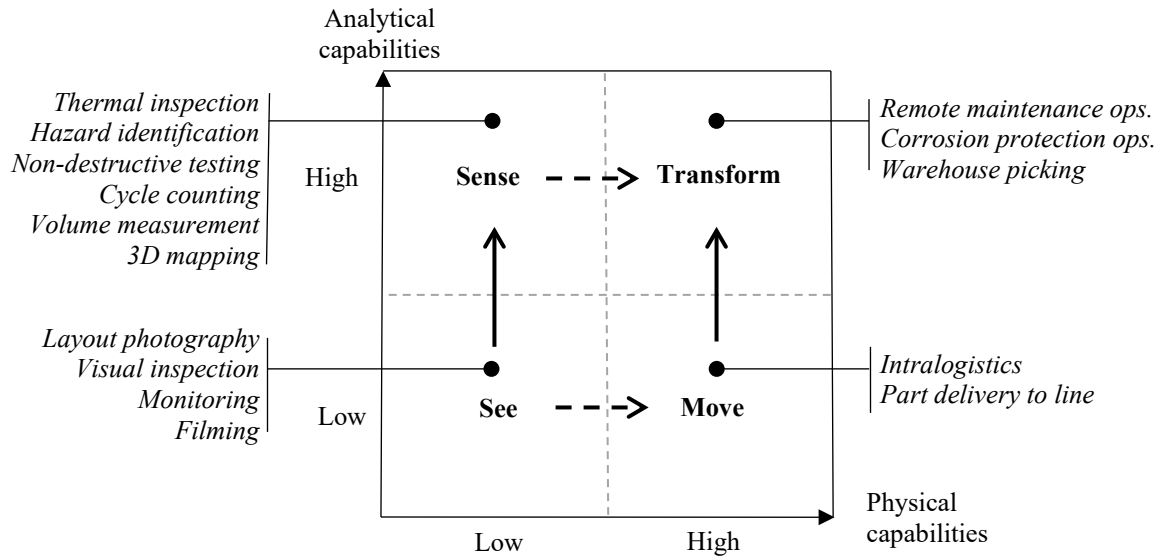 Analytical
capabilities
Thermal inspection
Hazard identification
Non-destructive testing
Cycle counting
Volume measurement
3D mapping
High
Sense
Transform
Remote maintenance ops.
Corrosion protection ops.
Warehouse picking
Layout photography
Visual inspection
Monitoring
Filming
Low
See
Move
Intralogistics
Part delivery to line
Physical
capabilities
Low
High